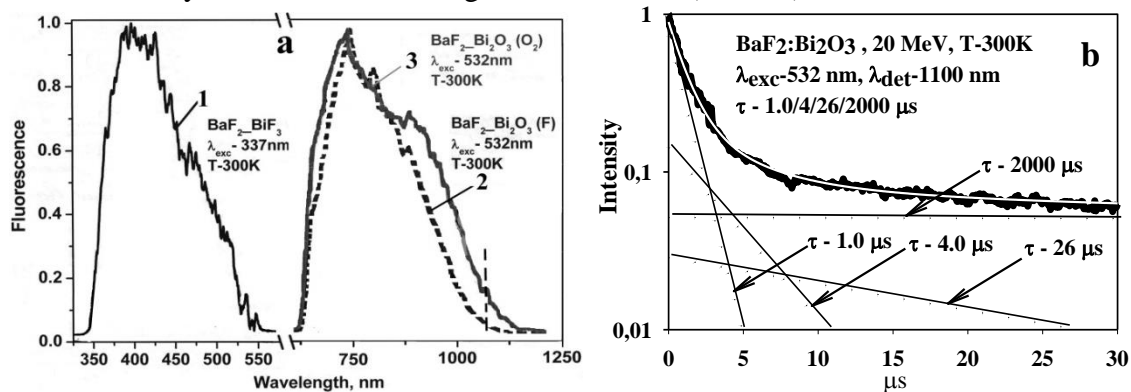 a
1
BaF2_BiF3
λexc- 337nm
T-300K
3
BaF2_Bi2O3 (O2)
λexc- 532nm
T-300K
BaF2_Bi2O3 (F)
λexc- 532nm
T-300K
2
Fluorescence
1.0
0.8
0.6
0.4
0.2
0.0
350 375 450 525 550 750 1000 1250
Wavelength, nm
b
BaF2:Bi2O3 , 20 MeV, T-300K
λexc-532 nm, λdet-1100 nm
τ - 1.0/4/26/2000 µs
τ - 2000 µs
τ - 1.0 µs
τ - 4.0 µs
τ - 26 µs
Intensity
1
0.1
0,01
0 5 10 15 20 25 30
µs